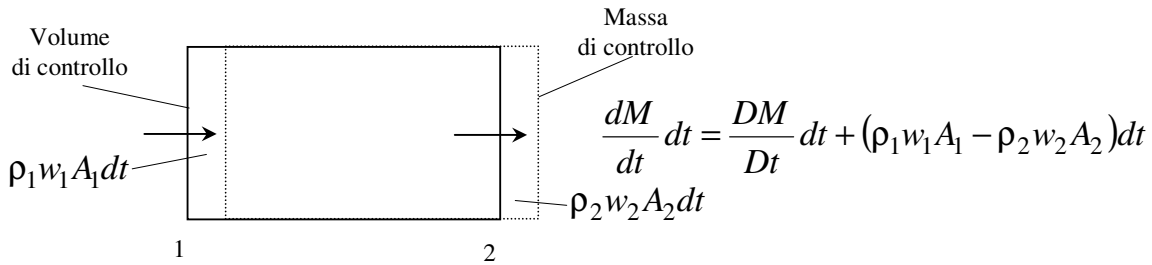 Volume
di controllo
Massa
di controllo
dM/dt dt = DM/Dt dt + (ρ₁w₁A₁ − ρ₂w₂A₂)dt
ρ₁w₁A₁dt
ρ₂w₂A₂dt
1
2